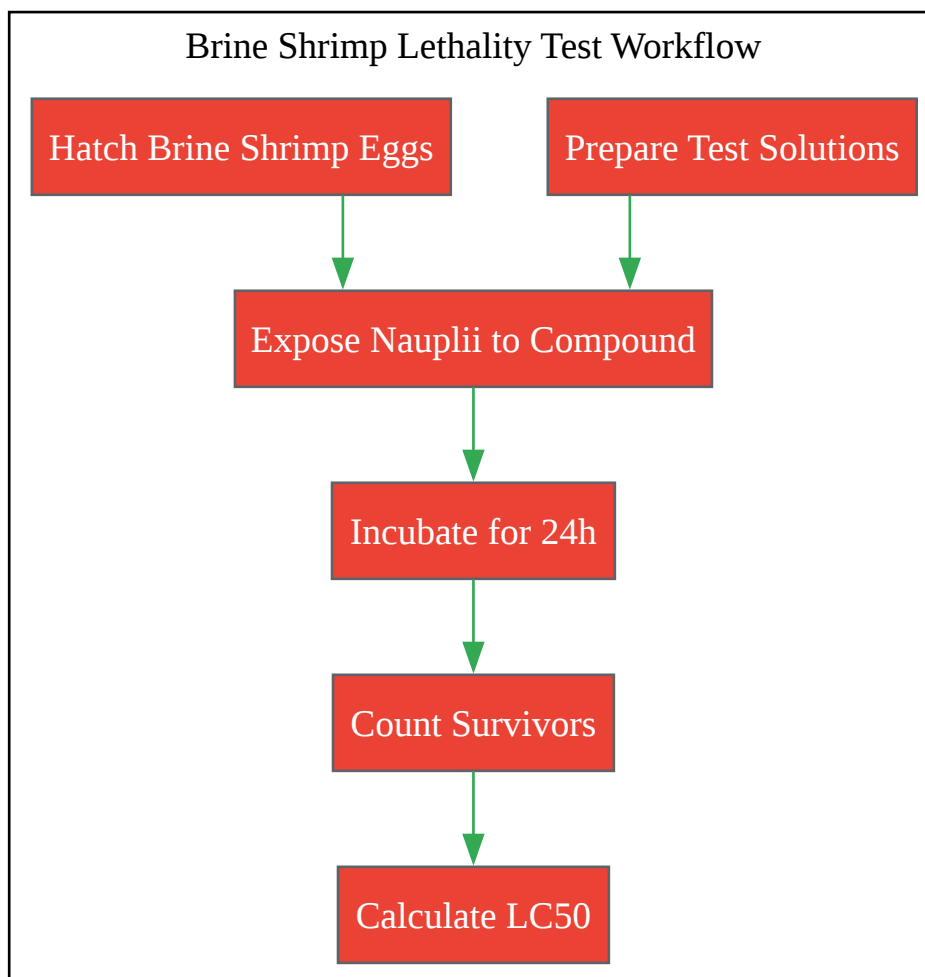 Brine Shrimp Lethality Test Workflow
Hatch Brine Shrimp Eggs
Prepare Test Solutions
Expose Nauplii to Compound
Incubate for 24h
Count Survivors
Calculate LC50